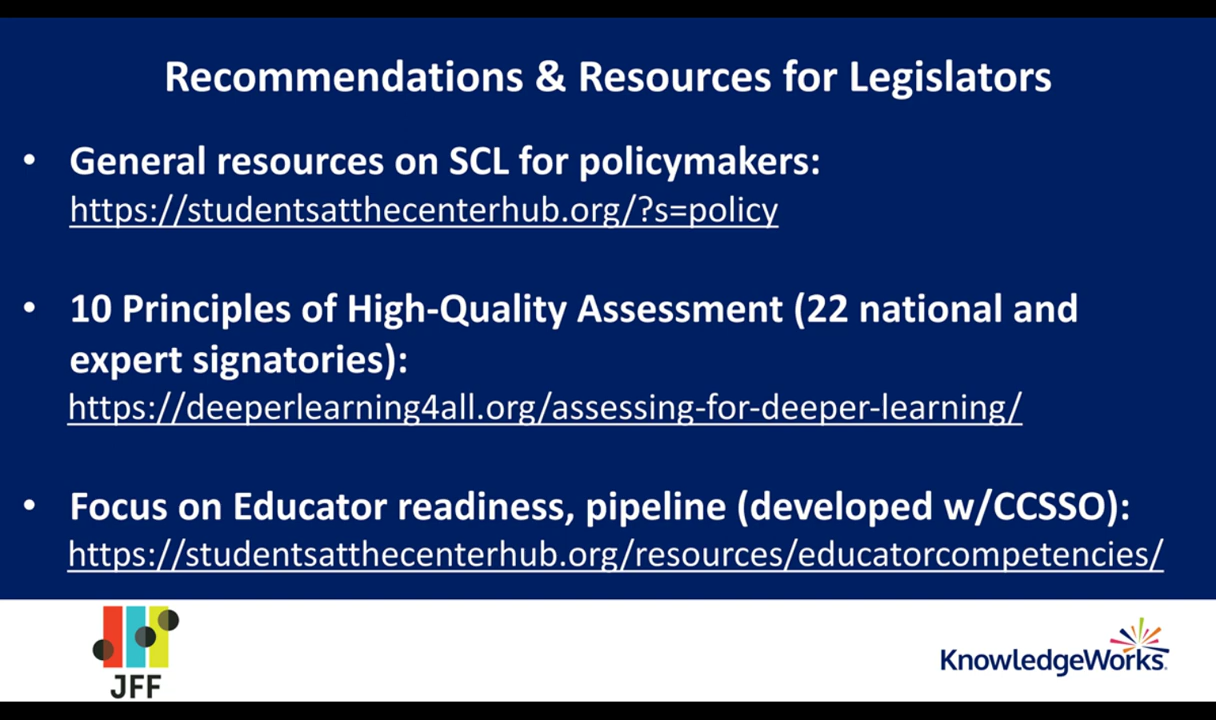 Recommendations & Resources for Legislators
• General resources on SCL for policymakers:
https://studentsatthecenterhub.org/?s=policy
• 10 Principles of High-Quality Assessment (22 national and
expert signatories):
https://deeperlearning4all.org/assessing-for-deeper-learning/
• Focus on Educator readiness, pipeline (developed w/CCSSO):
https://studentsatthecenterhub.org/resources/educatorcompetencies/
JFF
KnowledgeWorks